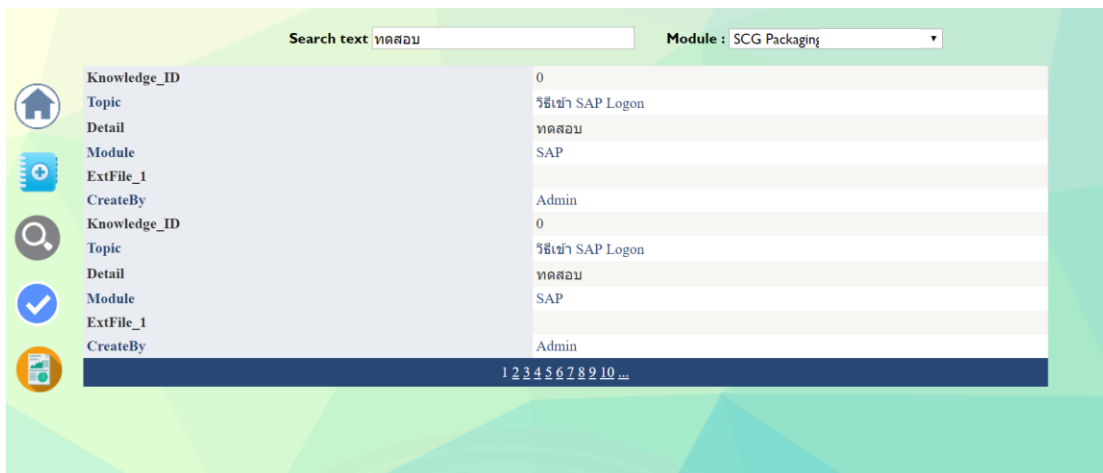 Search text ทดสอบ Module : SCG Packaging
Knowledge_ID 0
Topic วิธีเข้า SAP Logon
Detail ทดสอบ
Module SAP
ExtFile_1
CreateBy Admin
Knowledge_ID 0
Topic วิธีเข้า SAP Logon
Detail ทดสอบ
Module SAP
ExtFile_1
CreateBy Admin
1 2 3 4 5 6 7 8 9 10 ...